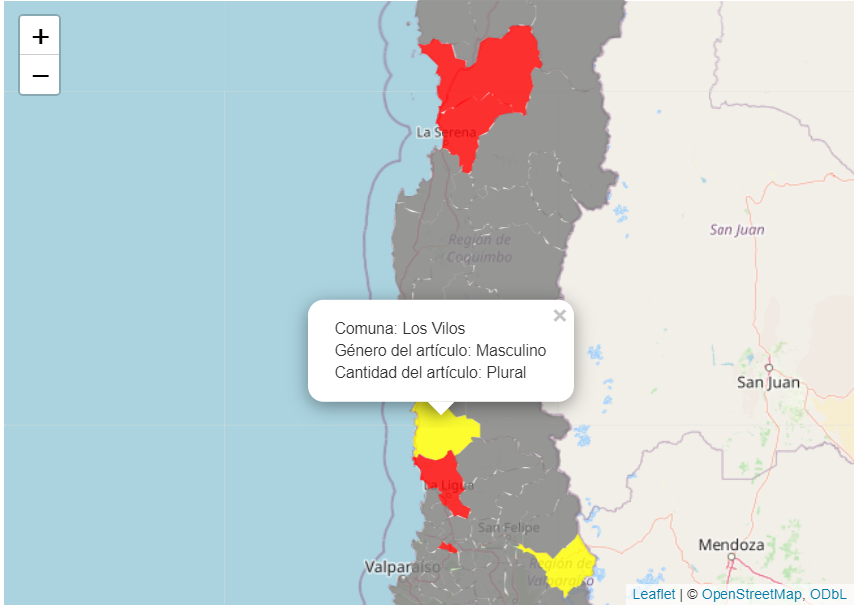 +
La Serena
−
San Juan
Región de
Coquimbo
×
Comuna: Los Vilos
Género del artículo: Masculino
Cantidad del artículo: Plural
San Juan
La Ligua
San Felipe
Mendoza
Valparaíso
Región de
Valparaíso
Leaflet | © OpenStreetMap, ODbL